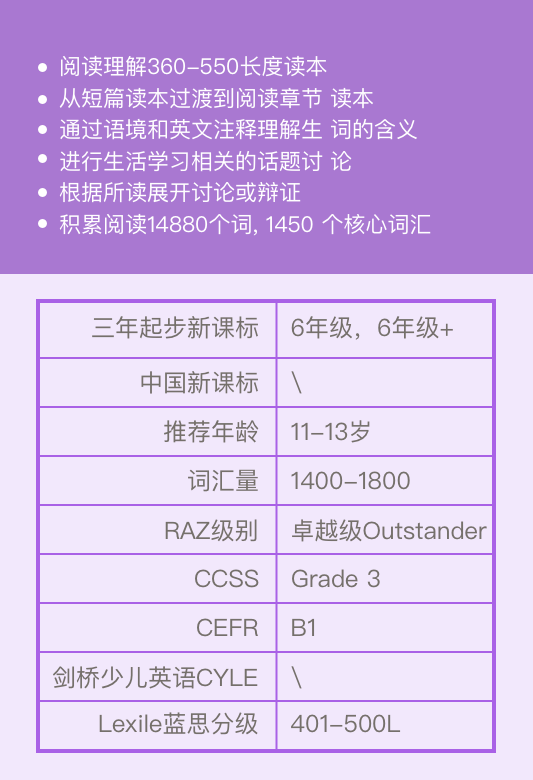 • 阅读理解360-550长度读本
• 从短篇读本过渡到阅读章节 读本
• 通过语境和英文注释理解生 词的含义
• 进行生活学习相关的话题讨 论
• 根据所读展开讨论或辩证
• 积累阅读14880个词, 1450 个核心词汇
三年起步新课标 6年级，6年级+
中国新课标 \
推荐年龄 11-13岁
词汇量 1400-1800
RAZ级别 卓越级Outstander
CCSS Grade 3
CEFR B1
剑桥少儿英语CYLE \
Lexile蓝思分级 401-500L